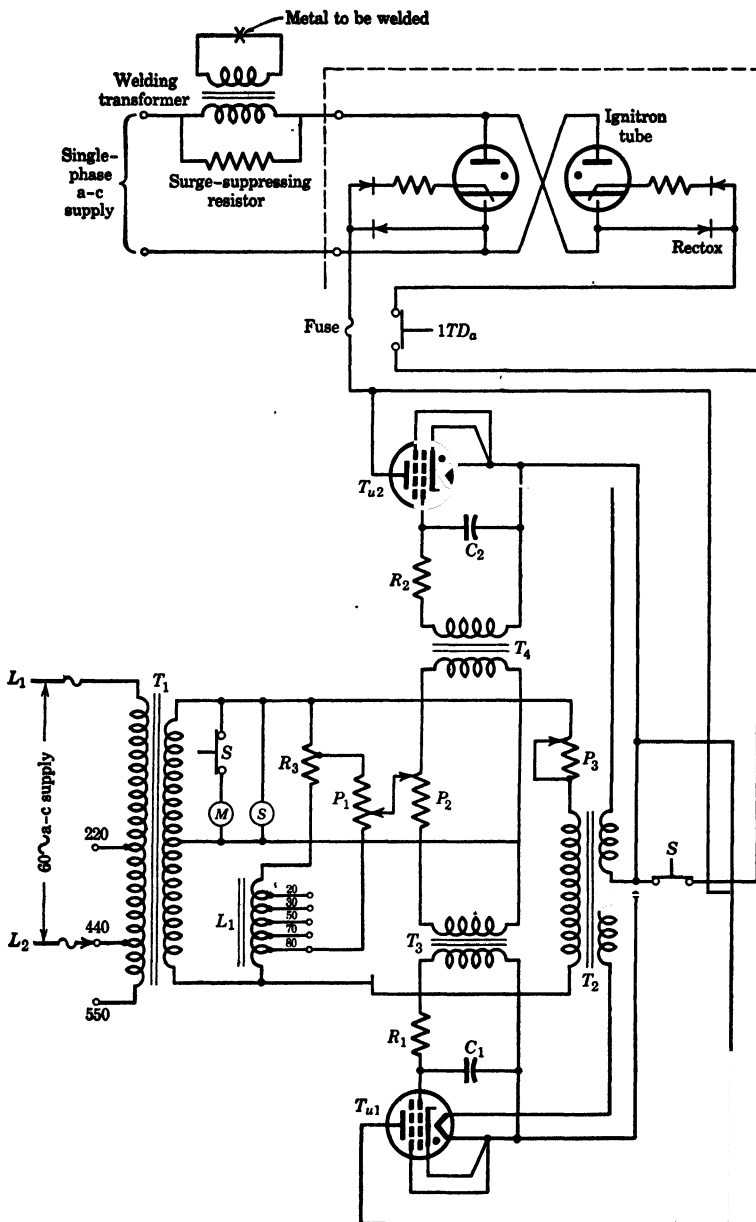 Metal to be welded
Welding
transformer
Ignitron
tube
Single-
phase
a-c
supply
Surge-suppressing
resistor
Rectox
Fuse
1TDa
Tu2
C2
R2
T4
L1
T1
S
R3
P1
P2
P3
M
S
60~a-c supply
220
S
20
30
50
70
80
L1
L2
440
T3
T2
550
R1
C1
Tu1